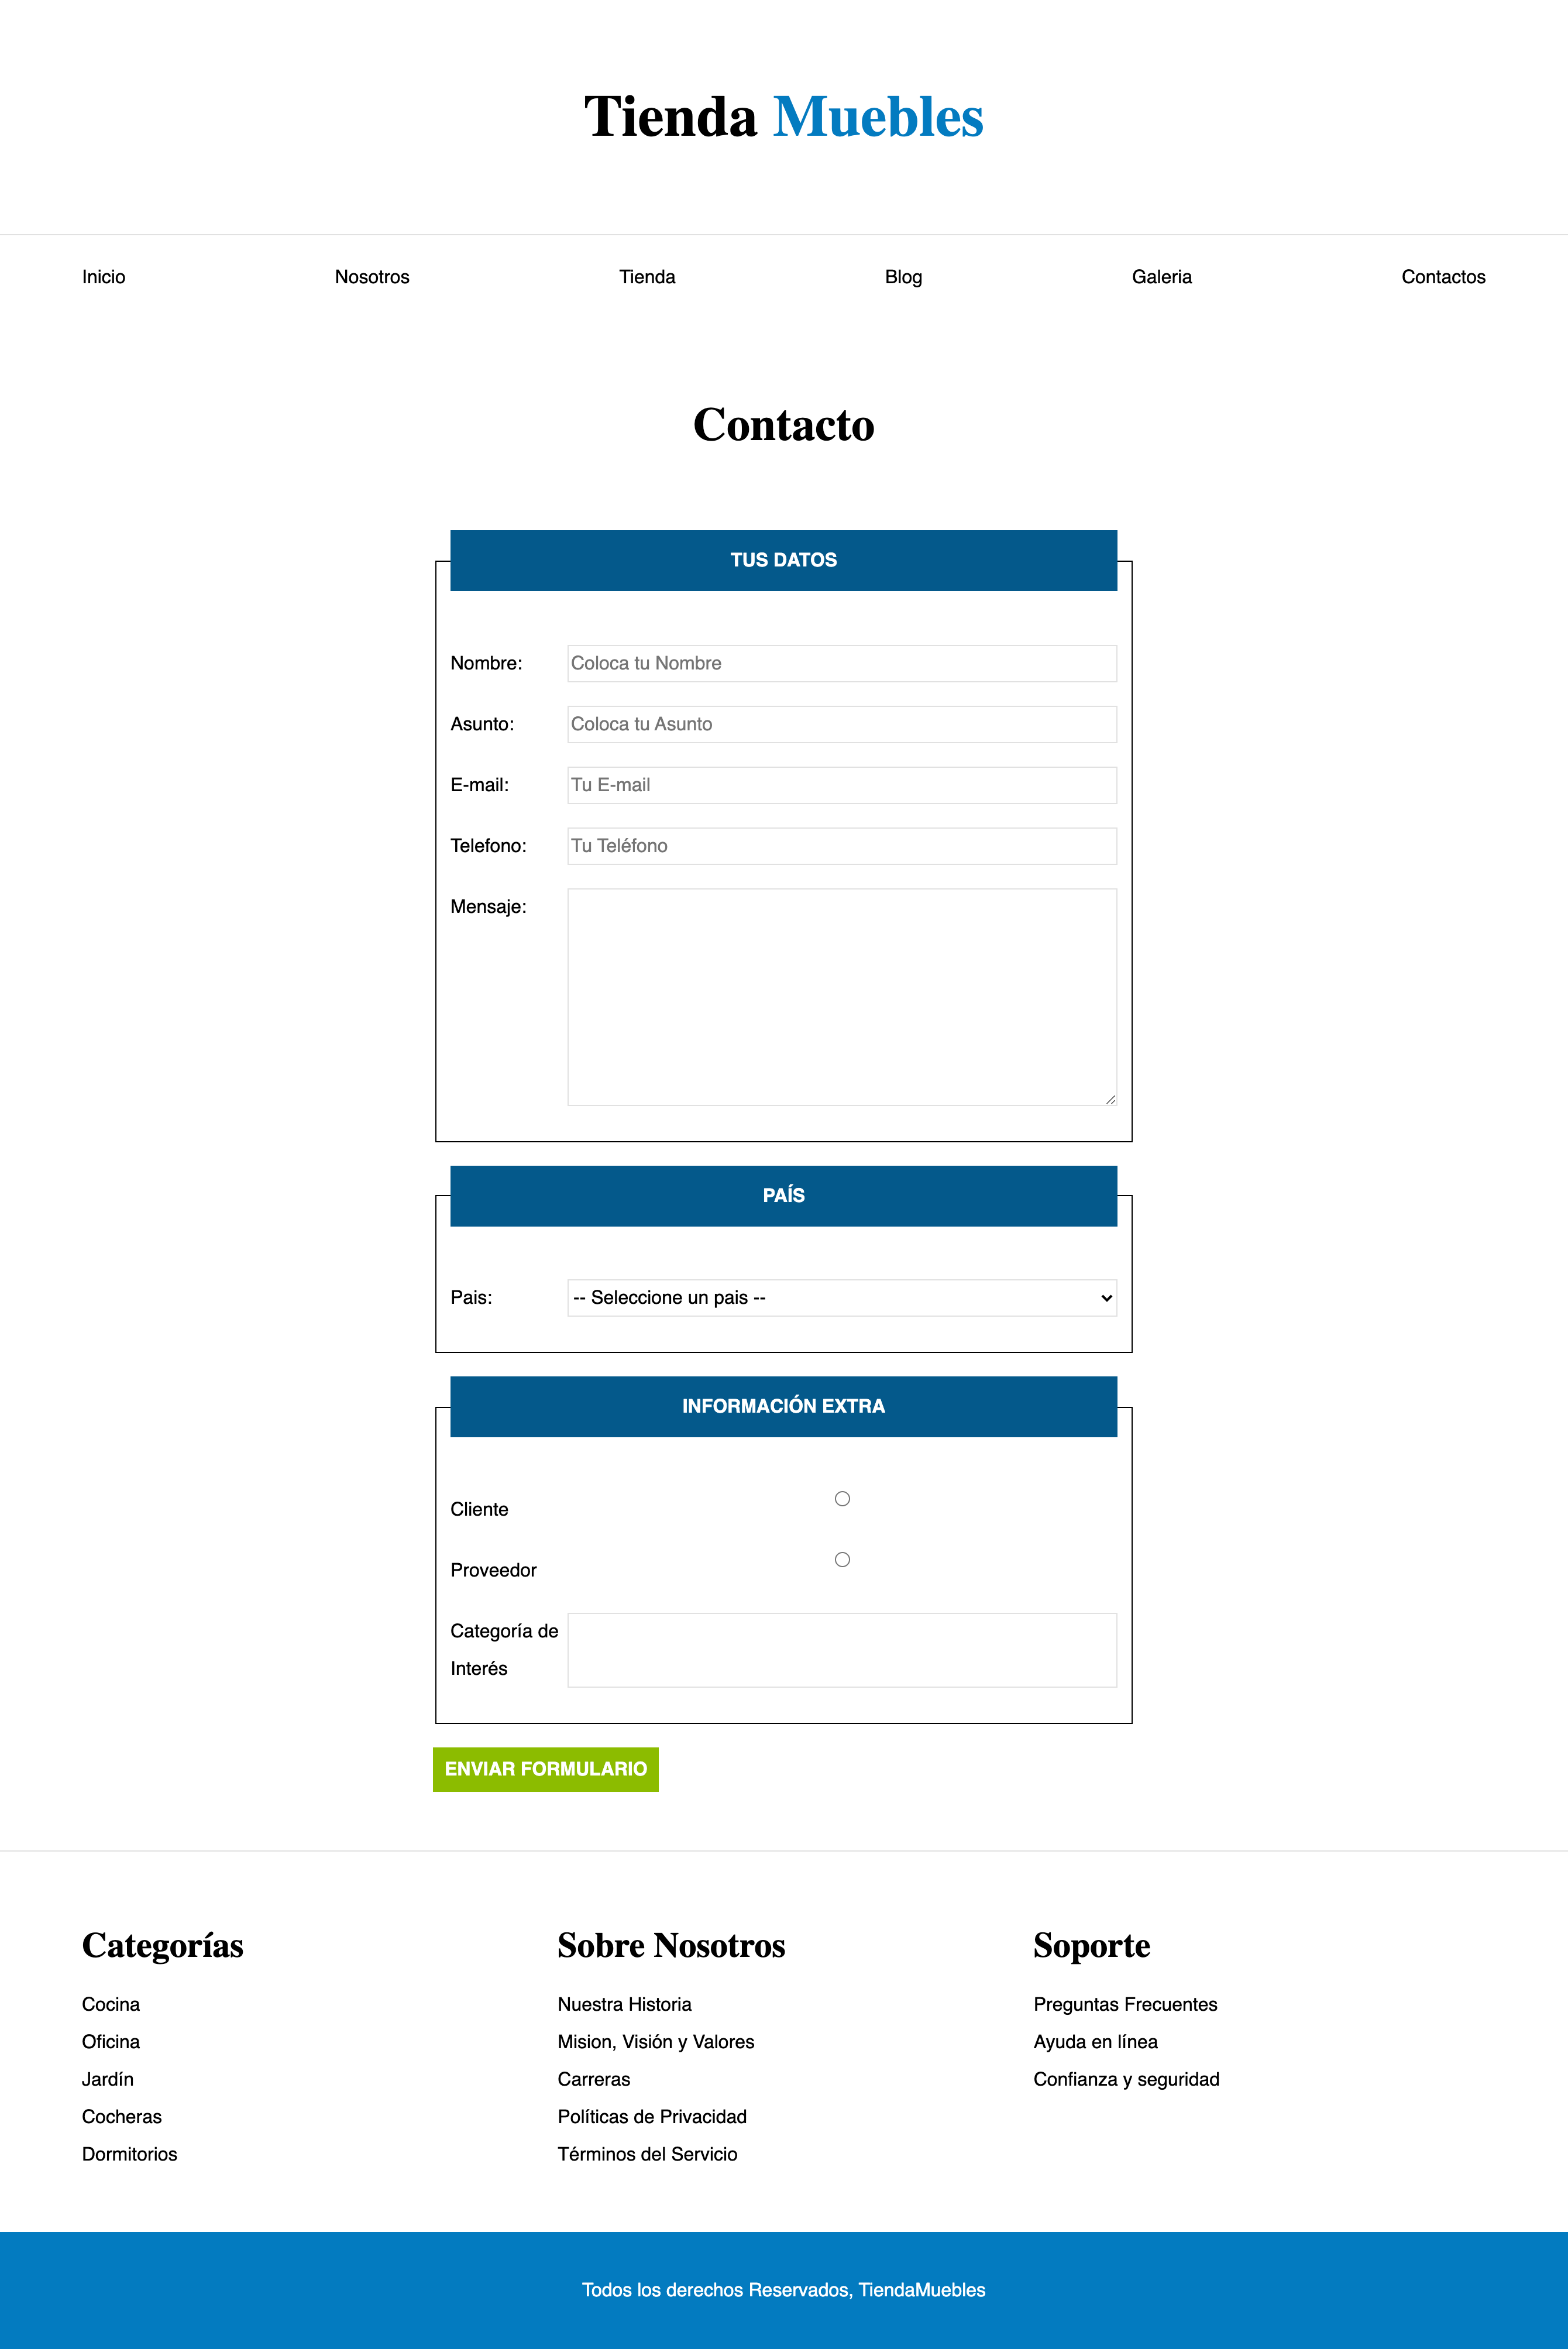 Tienda Muebles
Inicio Nosotros Tienda Blog Galeria Contactos
Contacto
TUS DATOS
Nombre: Coloca tu Nombre
Asunto: Coloca tu Asunto
E-mail: Tu E-mail
Telefono: Tu Teléfono
Mensaje:
PAÍS
Pais: -- Seleccione un pais --
INFORMACIÓN EXTRA
Cliente
Proveedor
Categoría de
Interés
ENVIAR FORMULARIO
Categorías
Cocina
Oficina
Jardín
Cocheras
Dormitorios
Sobre Nosotros
Nuestra Historia
Mision, Visión y Valores
Carreras
Políticas de Privacidad
Términos del Servicio
Soporte
Preguntas Frecuentes
Ayuda en línea
Confianza y seguridad
Todos los derechos Reservados, TiendaMuebles